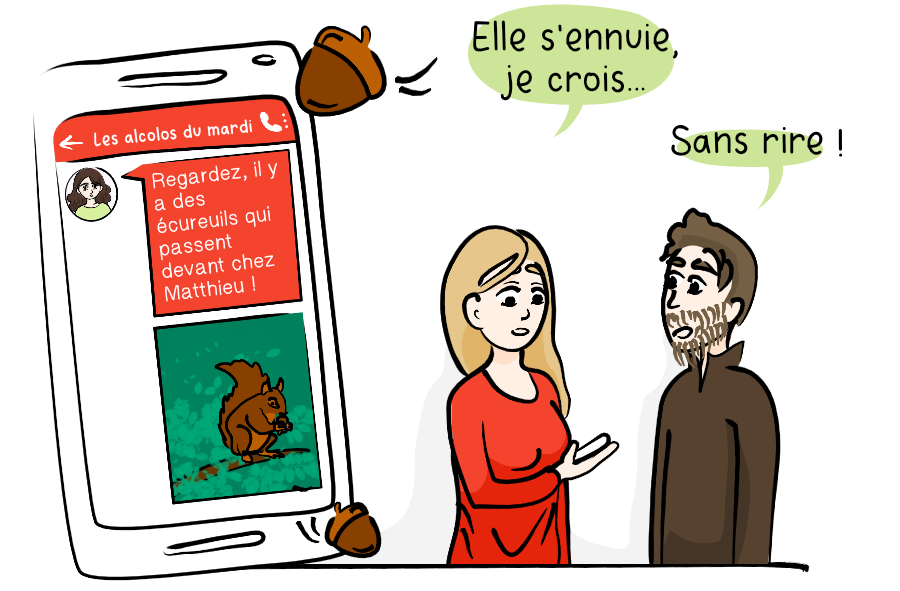 Elle s'ennuie,
je crois...
Sans rire !
Les alcolos du mardi
Regardez, il y
a des
écureuils qui
passent
devant chez
Matthieu !